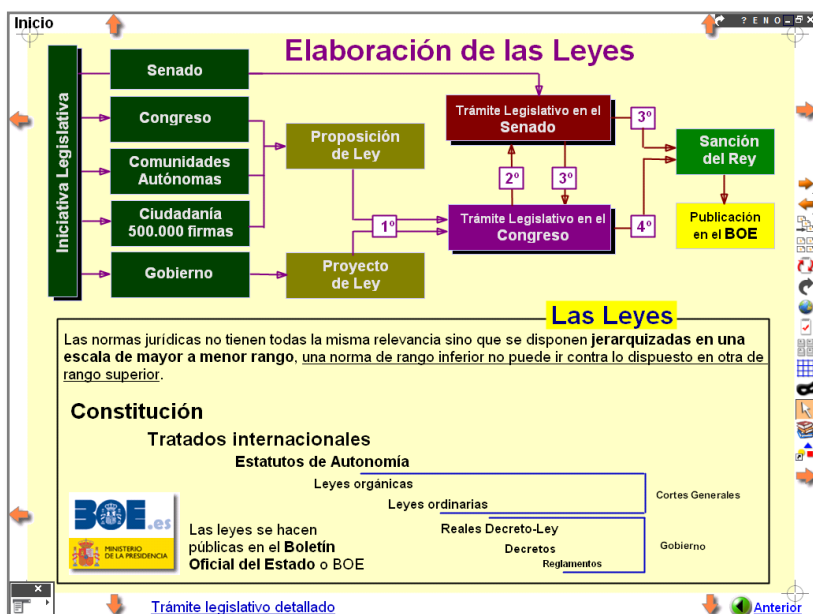 Inicio
? E N O
Elaboración de las Leyes
Iniciativa Legislativa
Senado
Congreso
Comunidades
Autónomas
Ciudadanía
500.000 firmas
Gobierno
Proposición
de Ley
Proyecto
de Ley
1º
Trámite Legislativo en el
Senado
2º
3º
Trámite Legislativo en el
Congreso
3º
4º
Sanción
del Rey
Publicación
en el BOE
Las Leyes
Las normas jurídicas no tienen todas la misma relevancia sino que se disponen jerarquizadas en una
escala de mayor a menor rango, una norma de rango inferior no puede ir contra lo dispuesto en otra de
rango superior.
Constitución
Tratados internacionales
Estatutos de Autonomía
Leyes orgánicas
Leyes ordinarias
Cortes Generales
Reales Decreto-Ley
Decretos
Reglamentos
Gobierno
BOE.es
MINISTERIO
DE LA PRESIDENCIA
Las leyes se hacen
públicas en el Boletín
Oficial del Estado o BOE
Trámite legislativo detallado
Anterior